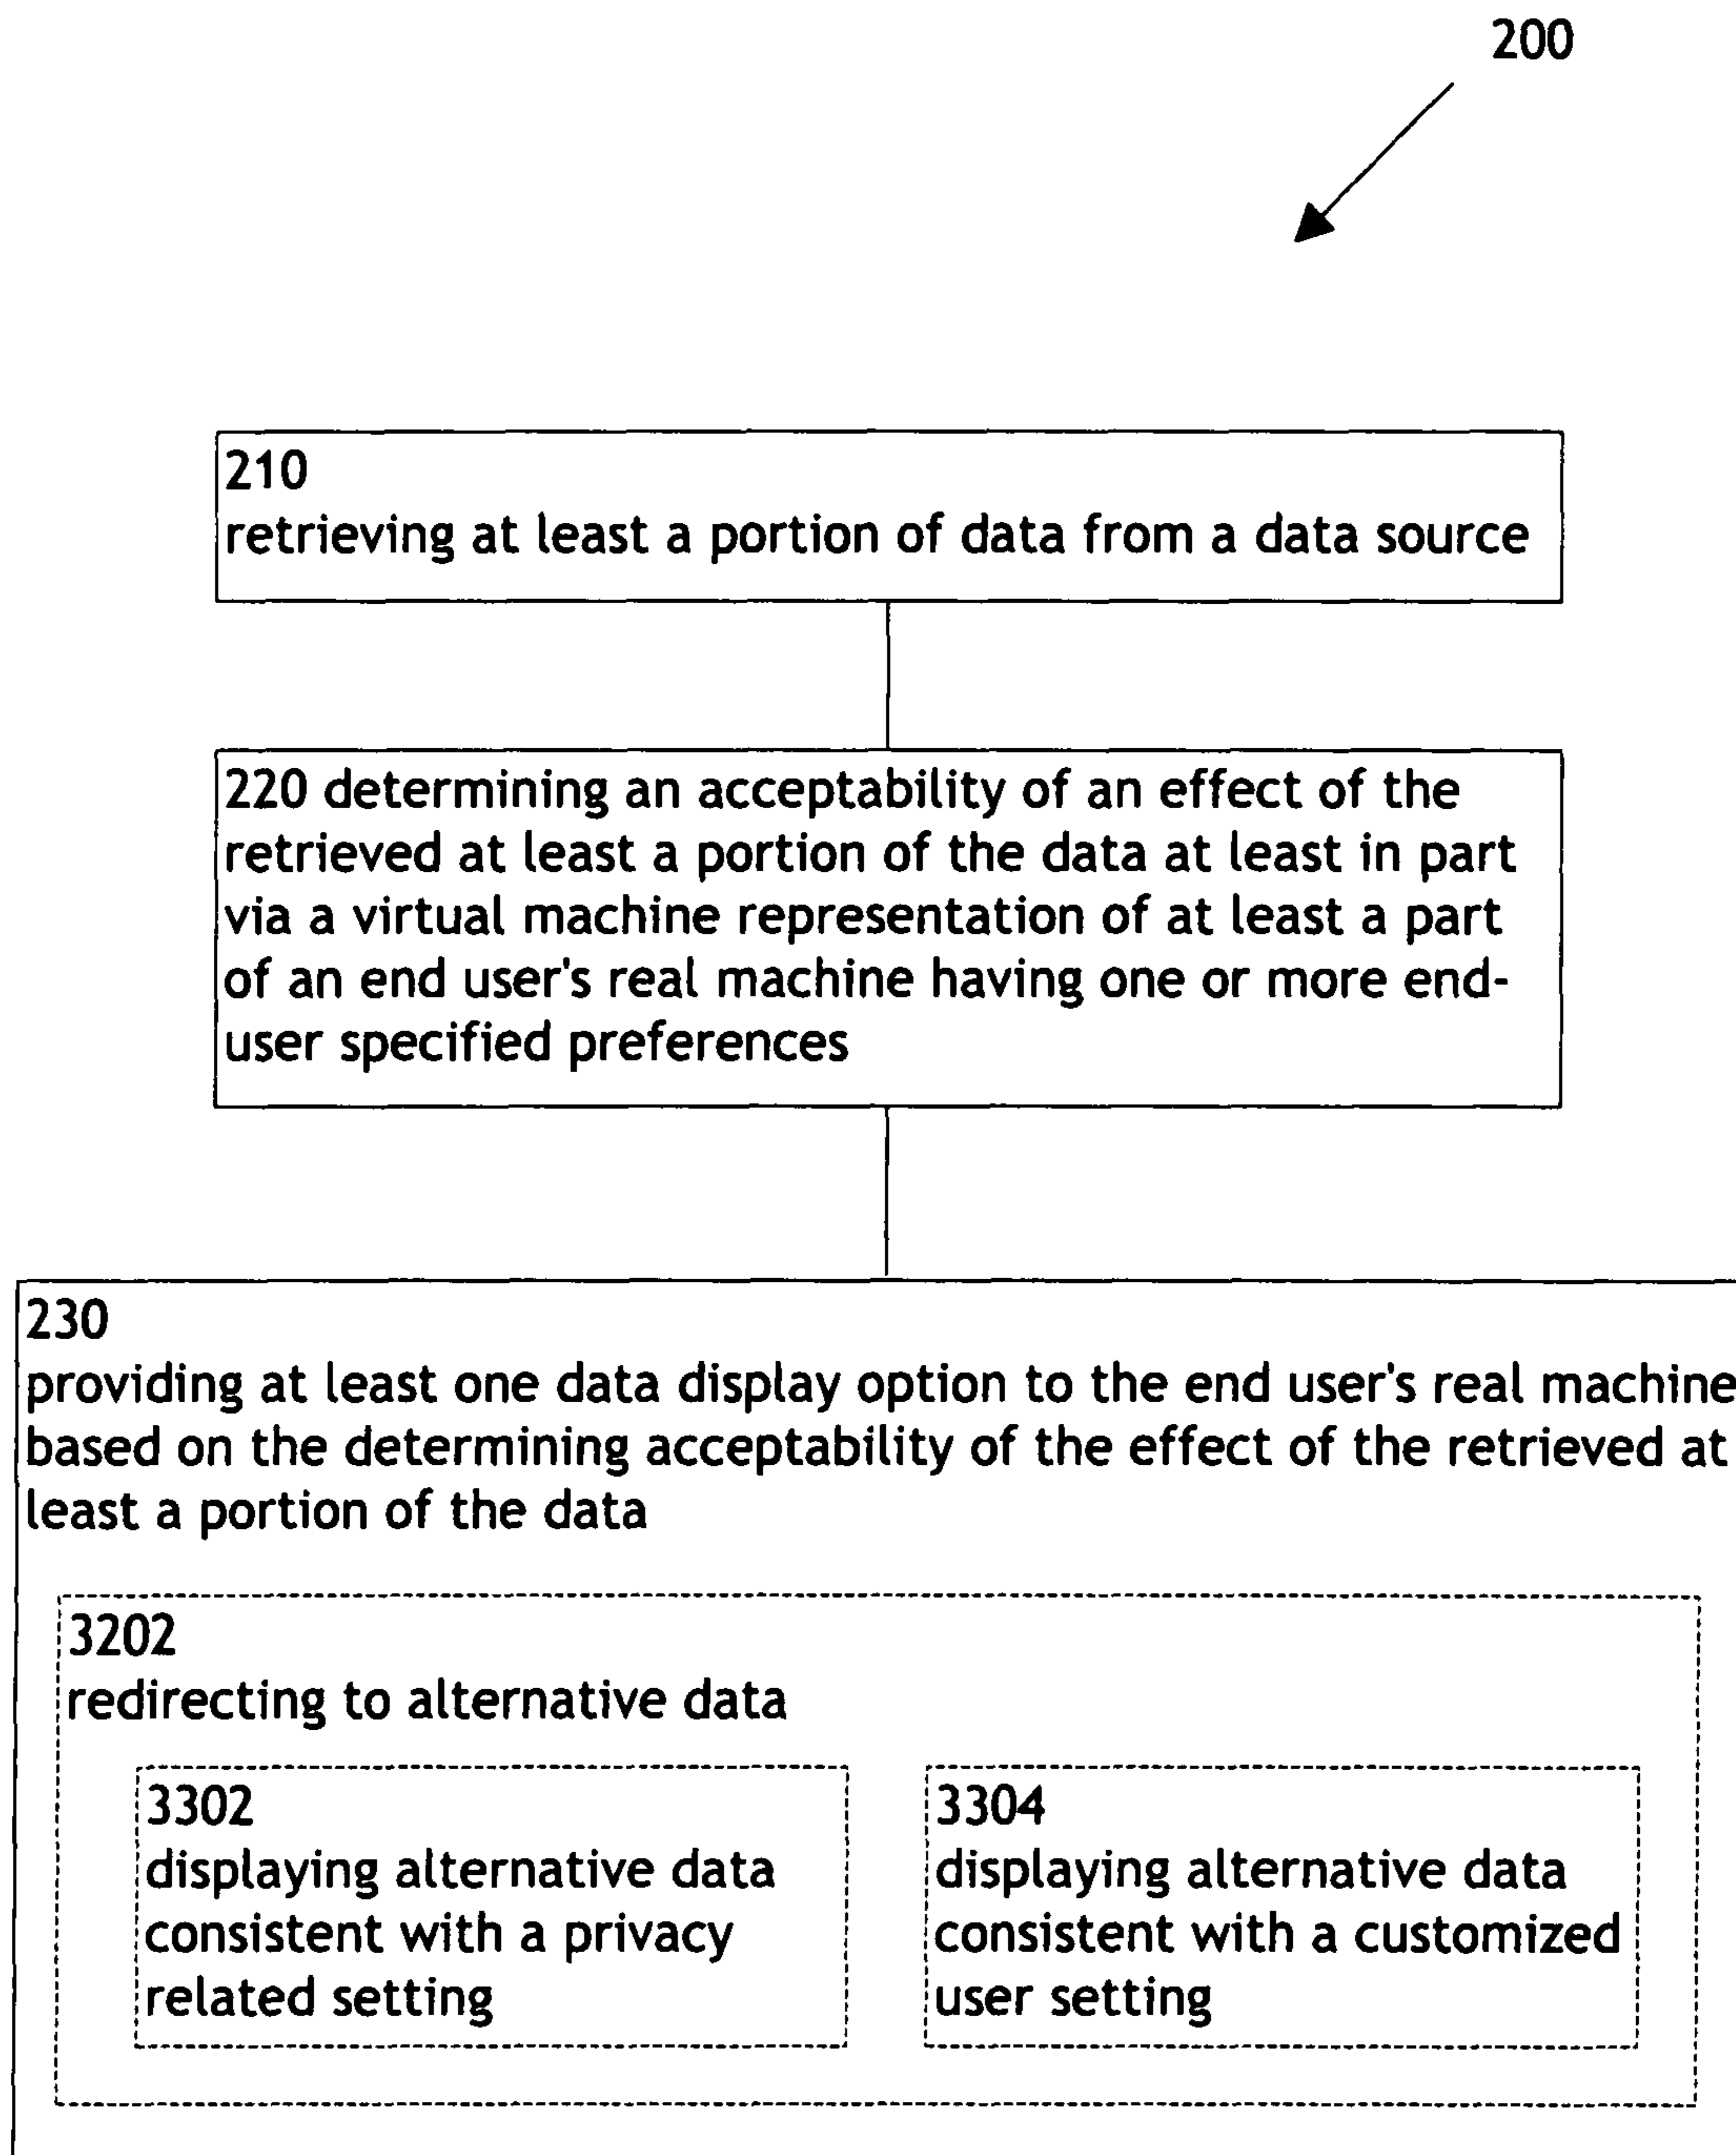 200
210
retrieving at least a portion of data from a data source
220 determining an acceptability of an effect of the
retrieved at least a portion of the data at least in part
via a virtual machine representation of at least a part
of an end user's real machine having one or more end-
user specified preferences
230
providing at least one data display option to the end user's real machine
based on the determining acceptability of the effect of the retrieved at
least a portion of the data
3202
redirecting to alternative data
3302
displaying alternative data
consistent with a privacy
related setting
3304
displaying alternative data
consistent with a customized
user setting